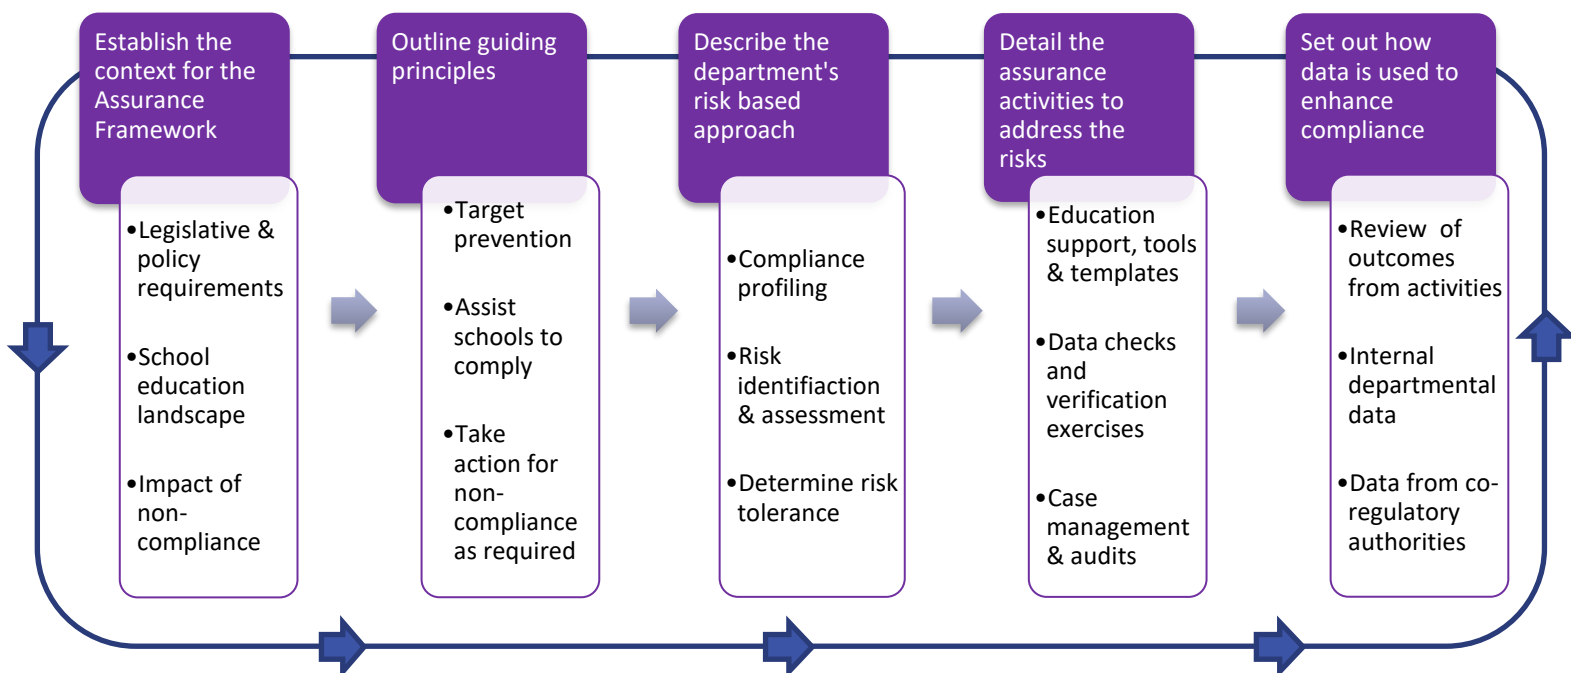 Establish the
context for the
Assurance
Framework
•Legislative &
policy
requirements
•School
education
landscape
•Impact of
non-
compliance
Outline guiding
principles
•Target
prevention
•Assist
schools to
comply
•Take
action for
non-
compliance
as required
Describe the
department's
risk based
approach
•Compliance
profiling
•Risk
identifiaction
& assessment
•Determine risk
tolerance
Detail the
assurance
activities to
address the
risks
•Education
support, tools
& templates
•Data checks
and
verification
exercises
•Case
management
& audits
Set out how
data is used to
enhance
compliance
•Review of
outcomes
from activities
•Internal
departmental
data
•Data from co-
regulatory
authorities